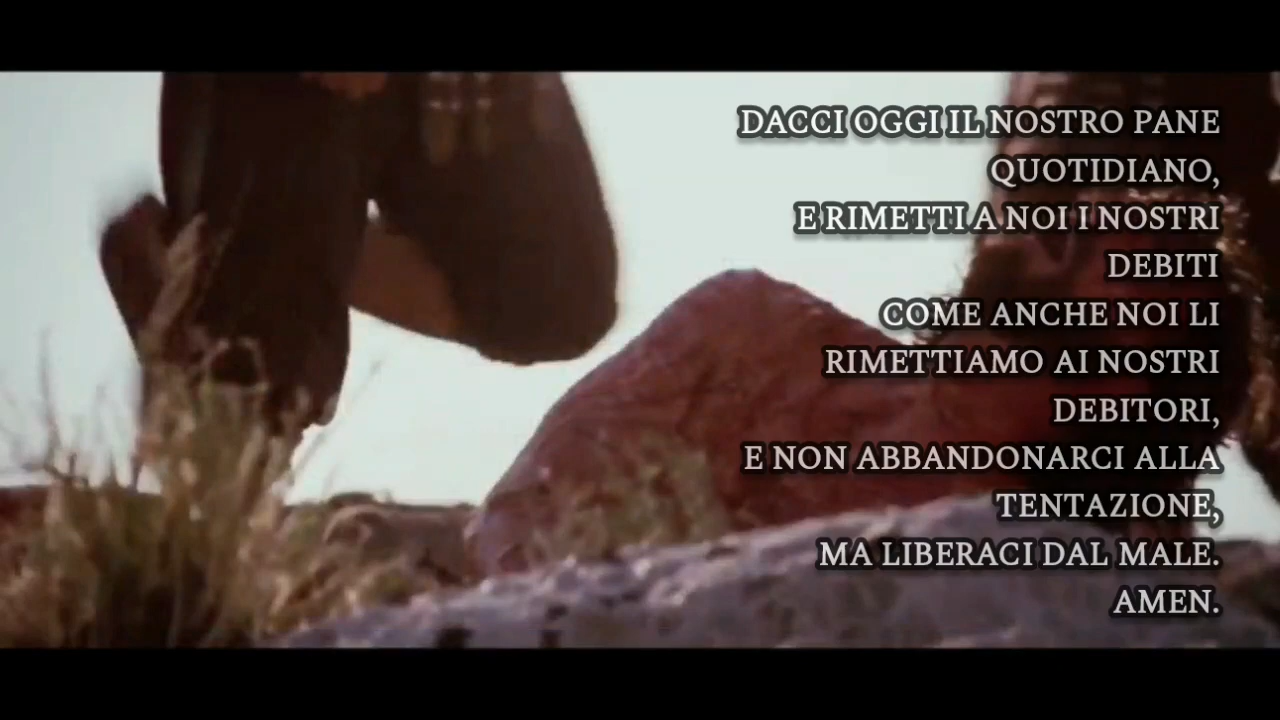 DACCI OGGI IL NOSTRO PANE
QUOTIDIANO,
E RIMETTI A NOI I NOSTRI
DEBITI
COME ANCHE NOI LI
RIMETTIAMO AI NOSTRI
DEBITORI,
E NON ABBANDONARCI ALLA
TENTAZIONE,
MA LIBERACI DAL MALE.
AMEN.